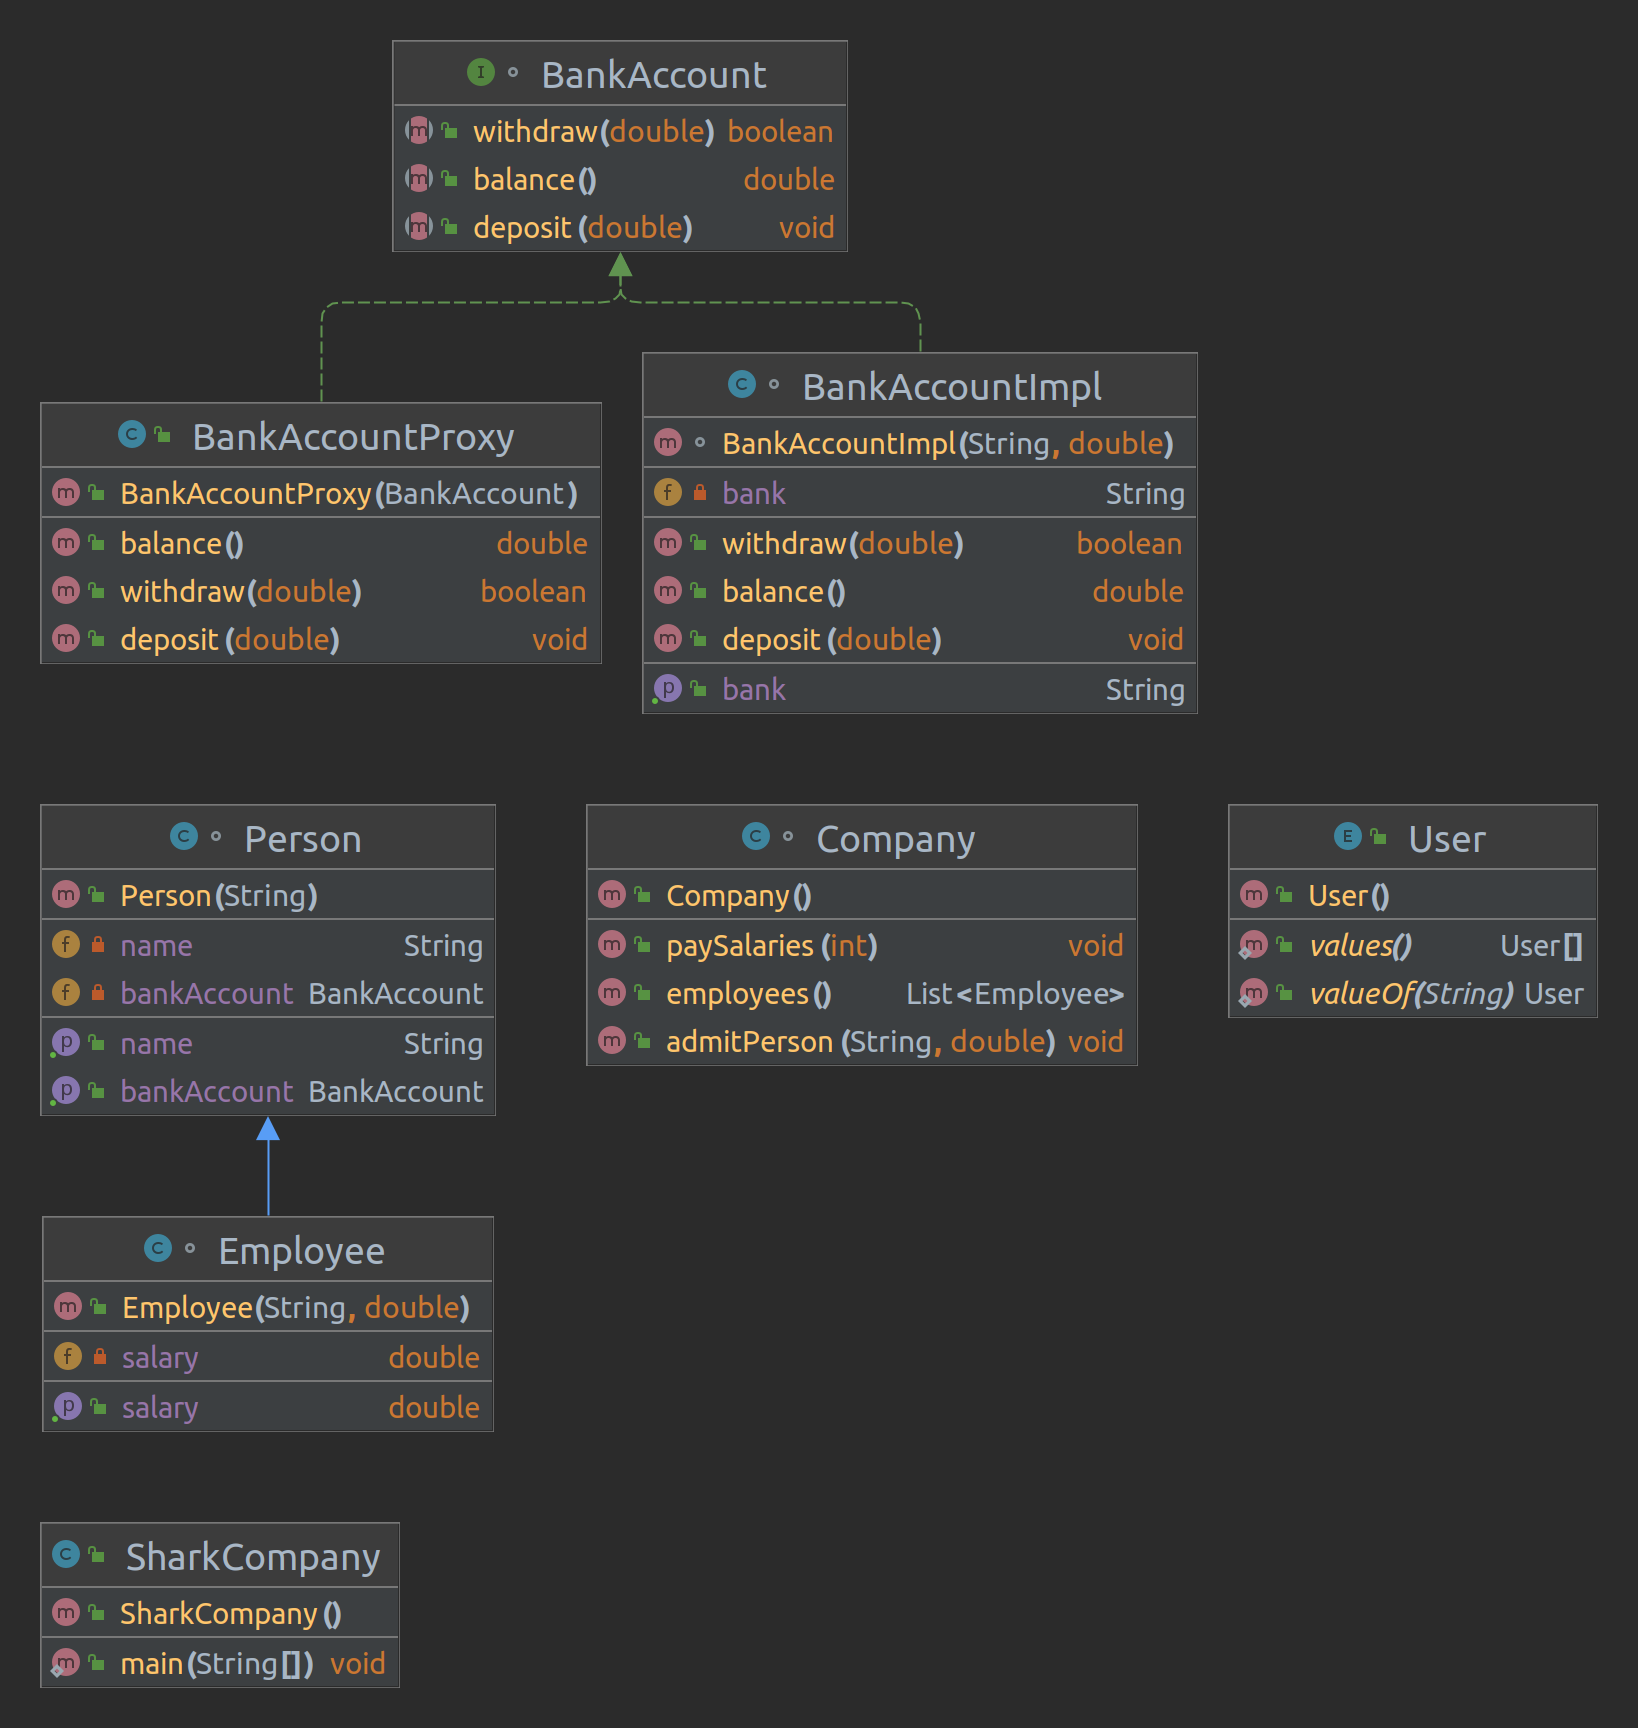 BankAccount
withdraw(double) boolean
balance() double
deposit(double) void
BankAccountProxy
BankAccountProxy(BankAccount)
balance() double
withdraw(double) boolean
deposit(double) void
BankAccountImpl
BankAccountImpl(String, double)
bank String
withdraw(double) boolean
balance() double
deposit(double) void
bank String
Person
Person(String)
name String
bankAccount BankAccount
name String
bankAccount BankAccount
Company
Company()
paySalaries(int) void
employees() List<Employee>
admitPerson(String, double) void
User
User()
values() User[]
valueOf(String) User
Employee
Employee(String, double)
salary double
salary double
SharkCompany
SharkCompany()
main(String[]) void